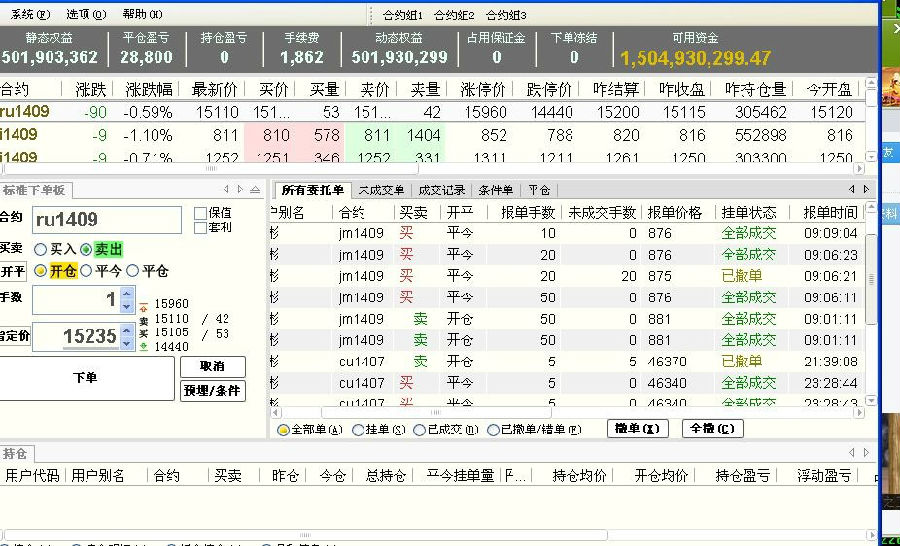 系统(E) 选项(O) 帮助(H) 合约组1 合约组2 合约组3
静态权益 平仓盈亏 持仓盈亏 手续费 动态权益 占用保证金 下单冻结 可用资金
501,903,362 28,800 0 1,862 501,930,299 0 0 1,504,930,299.47
合约 涨跌 涨跌幅 最新价 买价 买量 卖价 卖量 涨停价 跌停价 昨结算 昨收盘 昨持仓量 今开盘
ru1409 -90 -0.59% 15110 151... 53 151... 42 15960 14440 15200 15115 305462 15120
i1409 -9 -1.10% 811 810 578 811 1404 852 788 820 816 552898 816
i1409 -9 -0.71% 1252 1251 346 1252 331 1311 1211 1261 1250 303300 1250
标准下单板
合约 ru1409 保值
套利
买卖 买入 卖出
开平 开仓 平今 平仓
手数 1
指定价 15235
15960
卖 15110 / 42
买 15105 / 53
14440
下单 取消
预埋/条件
所有委托单 未成交单 成交记录 条件单 平仓
户别名 合约 买卖 开平 报单手数 未成交手数 报单价格 挂单状态 报单时间
杉 jm1409 买 平今 10 0 876 全部成交 09:09:04
杉 jm1409 买 平今 20 0 876 全部成交 09:06:23
杉 jm1409 买 平今 20 20 875 已撤单 09:06:21
杉 jm1409 买 平今 50 0 876 全部成交 09:06:11
杉 jm1409 卖 开仓 50 0 881 全部成交 09:01:11
杉 jm1409 卖 开仓 50 0 881 全部成交 09:01:11
杉 cu1407 卖 开仓 5 5 46370 已撤单 21:39:08
杉 cu1407 买 平今 5 0 46340 全部成交 23:28:44
杉 cu1407 买 平今 5 0 46340 全部成交 23:28:43
全部单(A) 挂单(S) 已成交(D) 已撤单/错单(F) 撤单(X) 全撤(C)
持仓
用户代码 用户别名 合约 买卖 昨仓 今仓 总持仓 平今挂单量 持仓均价 开仓均价 持仓盈亏 浮动盈亏